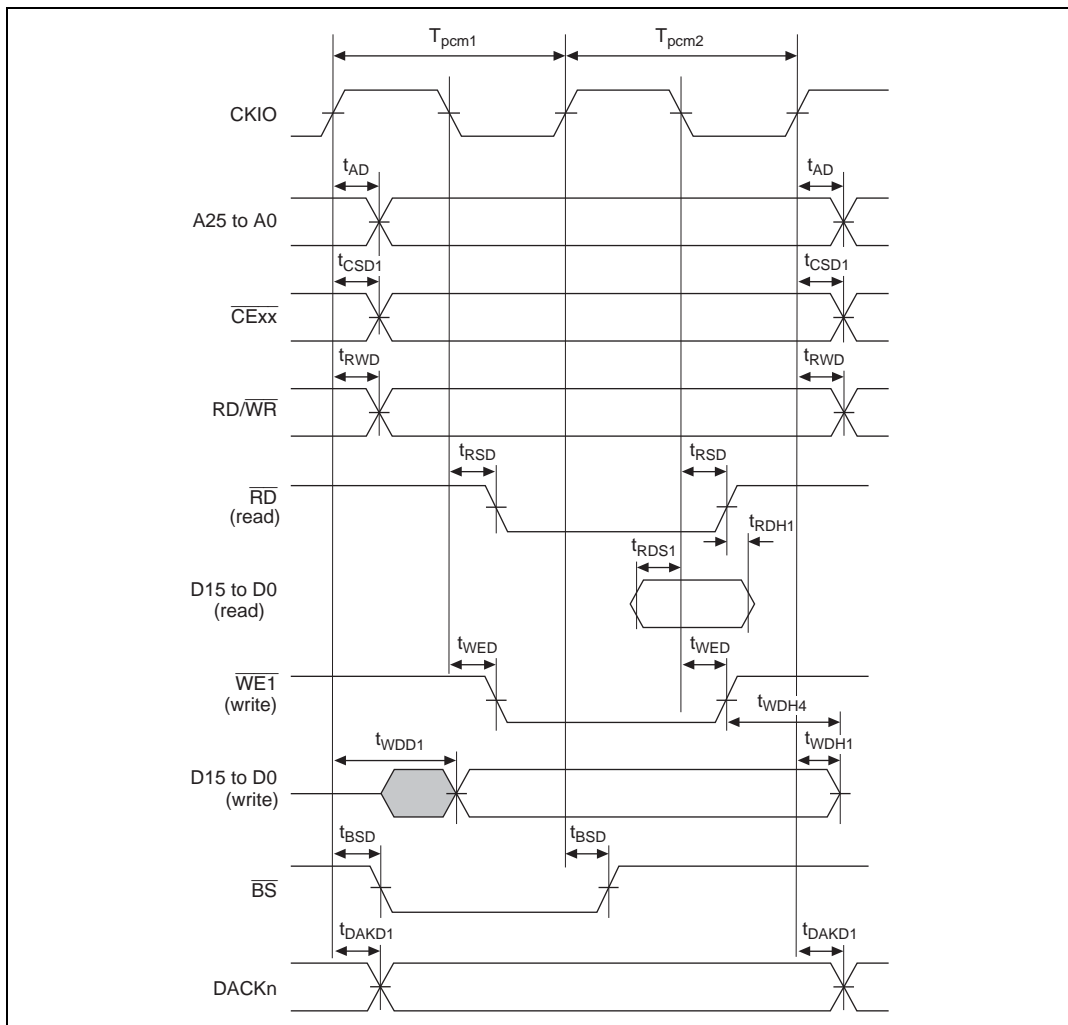 Tpcm1 Tpcm2
CKIO
tAD tAD
A25 to A0
tCSD1 tCSD1
CExx
tRWD tRWD
RD/WR
tRSD tRSD
RD
(read)
tRDH1
tRDS1
D15 to D0
(read)
tWED tWED
WE1
(write)
tWDH4
tWDD1 tWDH1
D15 to D0
(write)
tBSD tBSD
BS
tDAKD1 tDAKD1
DACKn